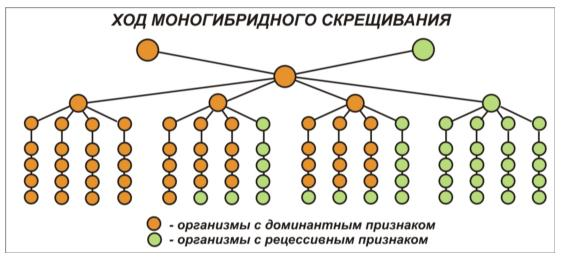 ХОД МОНОГИБРИДНОГО СКРЕЩИВАНИЯ
- организмы с доминантным признаком
- организмы с рецессивным признаком